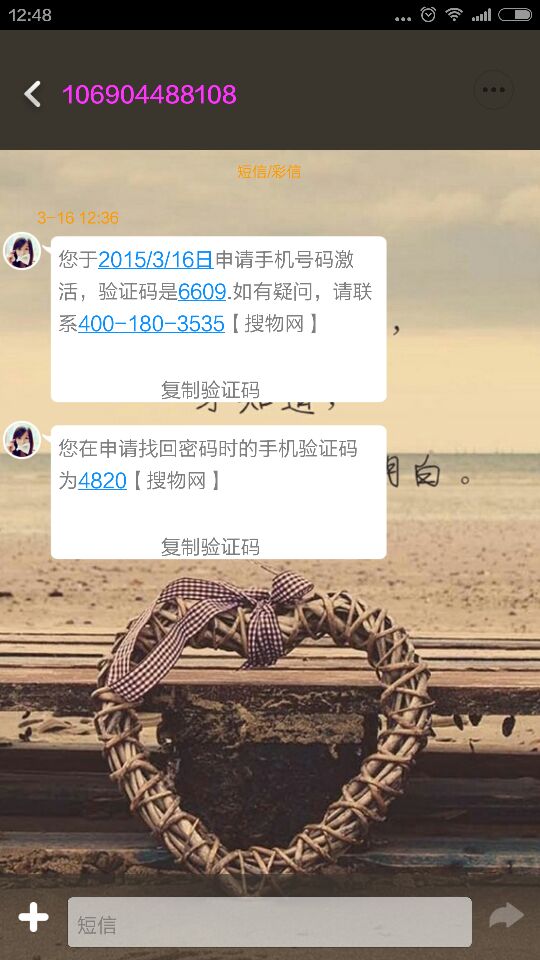 12:48
106904488108
短信/彩信
3-16 12:36
您于2015/3/16日申请手机号码激
活，验证码是6609.如有疑问，请联
系400-180-3535【搜物网】
复制验证码
您在申请找回密码时的手机验证码
为4820【搜物网】
明白。
复制验证码
短信